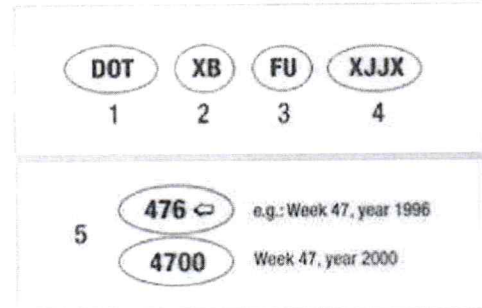 DOT XB FU XJJX
1 2 3 4
476 ⇦ e.g.: Week 47, year 1996
5
4700 Week 47, year 2000